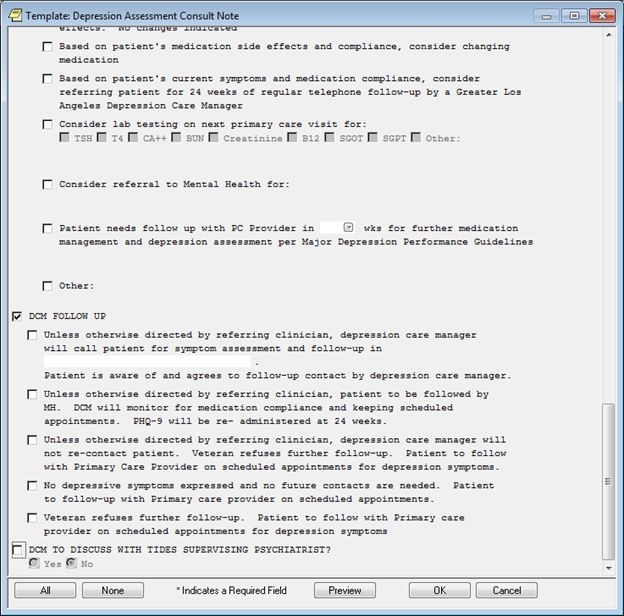 Template: Depression Assessment Consult Note
effects.  No changes indicated
Based on patient's medication side effects and compliance, consider changing
medication
Based on patient's current symptoms and medication compliance, consider
referring patient for 24 weeks of regular telephone follow-up by a Greater Los
Angeles Depression Care Manager
Consider lab testing on next primary care visit for:
TSH T4 CA++ BUN Creatinine B12 SGOT SGPT Other:
Consider referral to Mental Health for:
Patient needs follow up with PC Provider in wks for further medication
management and depression assessment per Major Depression Performance Guidelines
Other:
DCM FOLLOW UP
Unless otherwise directed by referring clinician, depression care manager
will call patient for symptom assessment and follow-up in
.
Patient is aware of and agrees to follow-up contact by depression care manager.
Unless otherwise directed by referring clinician, patient to be followed by
MH.  DCM will monitor for medication compliance and keeping scheduled
appointments.  PHQ-9 will be re- administered at 24 weeks.
Unless otherwise directed by referring clinician, depression care manager will
not re-contact patient.  Veteran refuses further follow-up.  Patient to follow
with Primary Care Provider on scheduled appointments for depression symptoms.
No depressive symptoms expressed and no future contacts are needed.  Patient
to follow-up with Primary care provider on scheduled appointments.
Veteran refuses further follow-up.  Patient to follow with Primary care
provider on scheduled appointments for depression symptoms
DCM TO DISCUSS WITH TIDES SUPERVISING PSYCHIATRIST?
Yes No
All None * Indicates a Required Field Preview OK Cancel